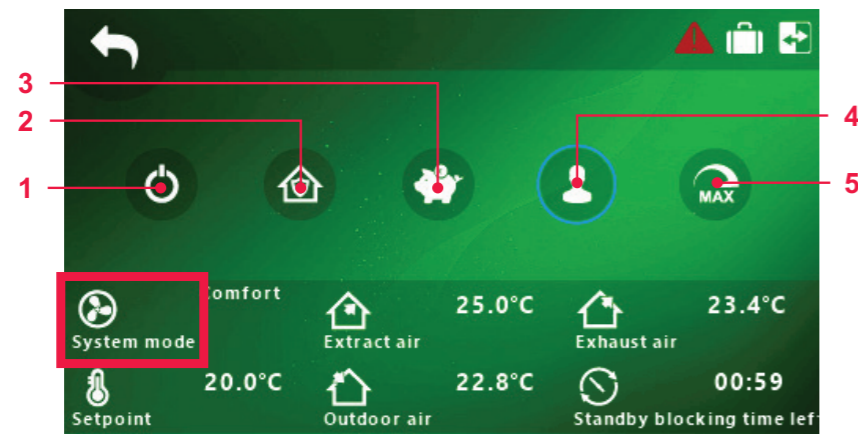 3
2
4
1
5
MAX
Comfort
25.0°C
23.4°C
System mode
Extract air
Exhaust air
20.0°C
22.8°C
00:59
Setpoint
Outdoor air
Standby blocking time lef